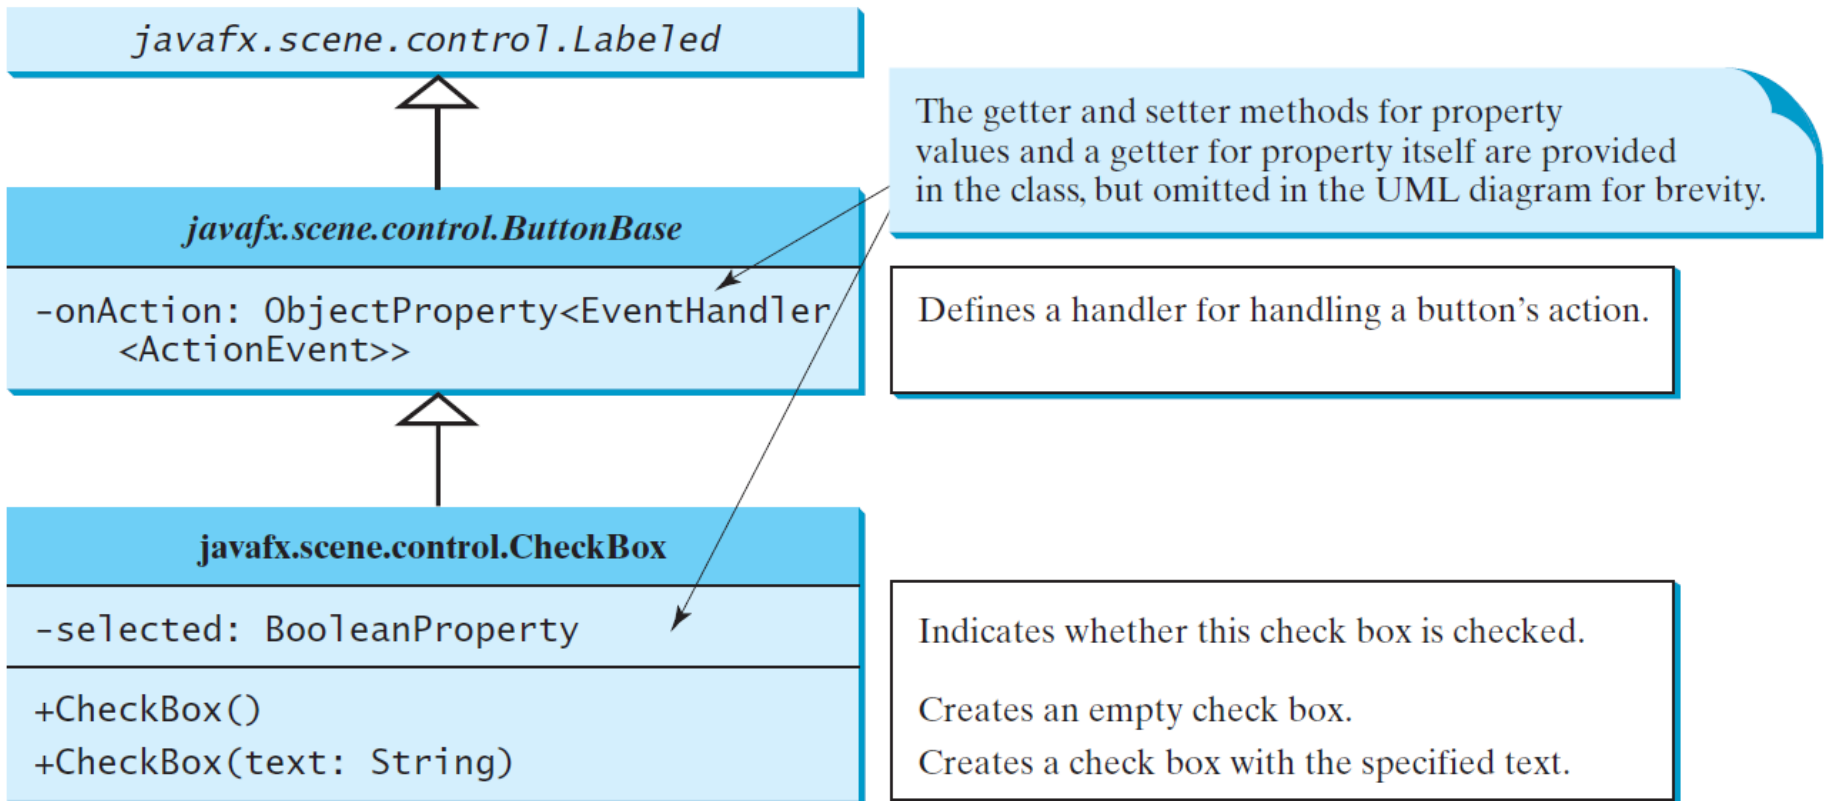 javafx.scene.control.Labeled
The getter and setter methods for property
values and a getter for property itself are provided
in the class, but omitted in the UML diagram for brevity.
javafx.scene.control.ButtonBase
-onAction: ObjectProperty<EventHandler
<ActionEvent>>
Defines a handler for handling a button's action.
javafx.scene.control.CheckBox
-selected: BooleanProperty
Indicates whether this check box is checked.
+CheckBox()
Creates an empty check box.
+CheckBox(text: String)
Creates a check box with the specified text.